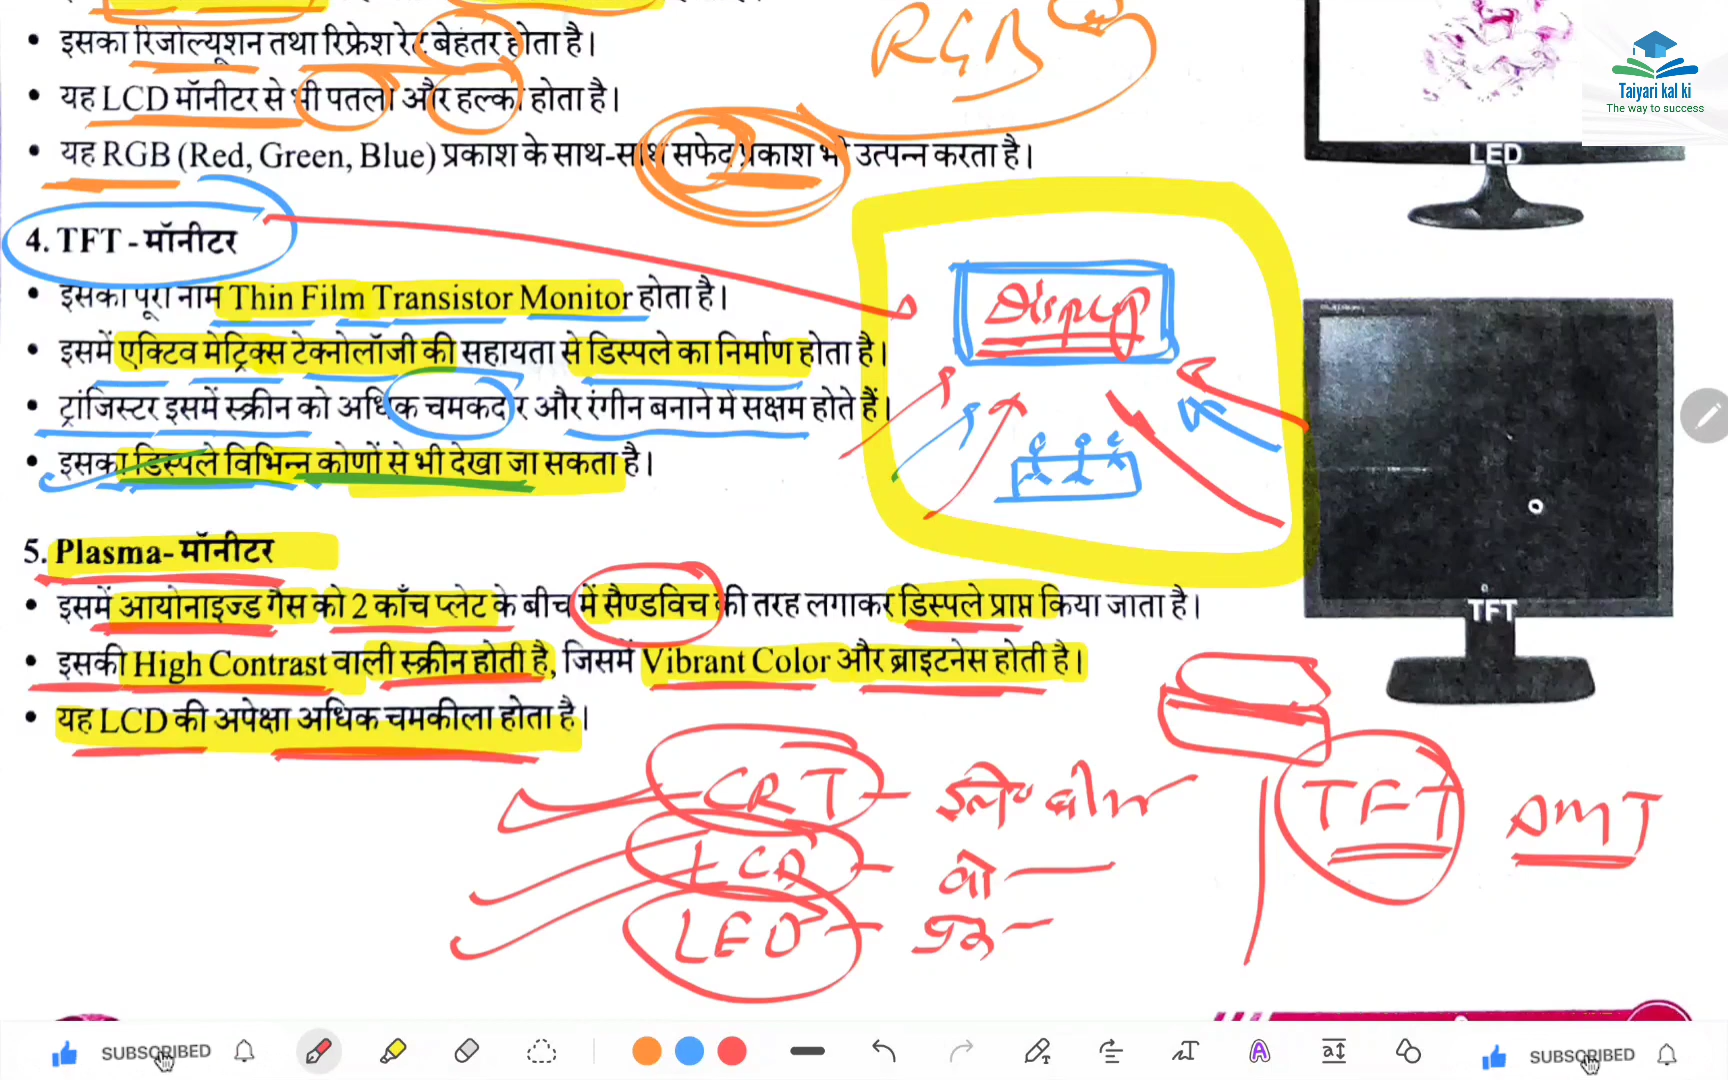 इसका रिजोल्यूशन तथा रिफ्रेश रेट बेहतर होता है।
यह LCD मॉनीटर से भी पतला और हल्का होता है।
यह RGB (Red, Green, Blue) प्रकाश के साथ-साथ सफेद प्रकाश भी उत्पन्न करता है।
RGB
Taiyari kal ki
The way to success
LED
4. TFT - मॉनीटर
इसका पूरा नाम Thin Film Transistor Monitor होता है।
इसमें एक्टिव मेट्रिक्स टेक्नोलॉजी की सहायता से डिस्पले का निर्माण होता है।
ट्रांजिस्टर इसमें स्क्रीन को अधिक चमकदार और रंगीन बनाने में सक्षम होते हैं।
इसका डिस्पले विभिन्न कोणों से भी देखा जा सकता है।
Display
TFT
5. Plasma- मॉनीटर
इसमें आयोनाइज्ड गैस को 2 काँच प्लेट के बीच में सैण्डविच की तरह लगाकर डिस्पले प्राप्त किया जाता है।
इसकी High Contrast वाली स्क्रीन होती है, जिसमें Vibrant Color और ब्राइटनेस होती है।
यह LCD की अपेक्षा अधिक चमकीला होता है।
CRT
LCD
LED
TFT AMT
SUBSCRIBED
SUBSCRIBED